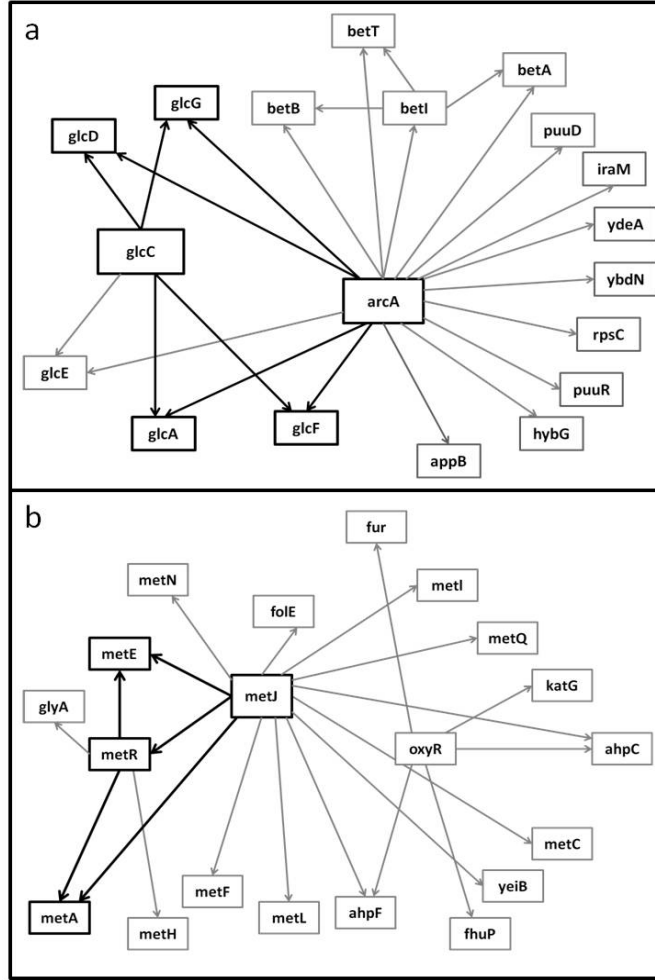 a
betT
glcG
betA
betB
betI
glcD
puuD
iraM
ydeA
glcC
ybdN
arcA
rpsC
glcE
puuR
glcA
glcF
hybG
appB
b
fur
metN
metI
folE
metE
metQ
katG
glyA
metJ
metR
oxyR
ahpC
metC
metF
yeiB
metA
metL
ahpF
metH
fhuP